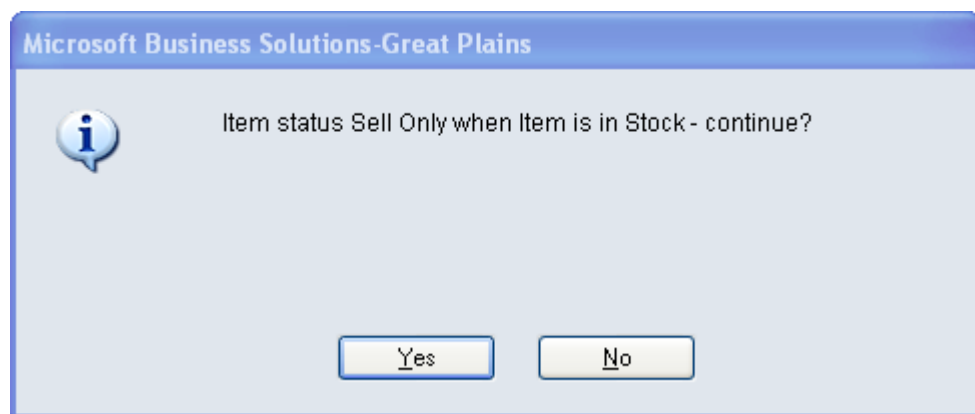 Microsoft Business Solutions-Great Plains
Item status Sell Only when Item is in Stock - continue?
Yes
No